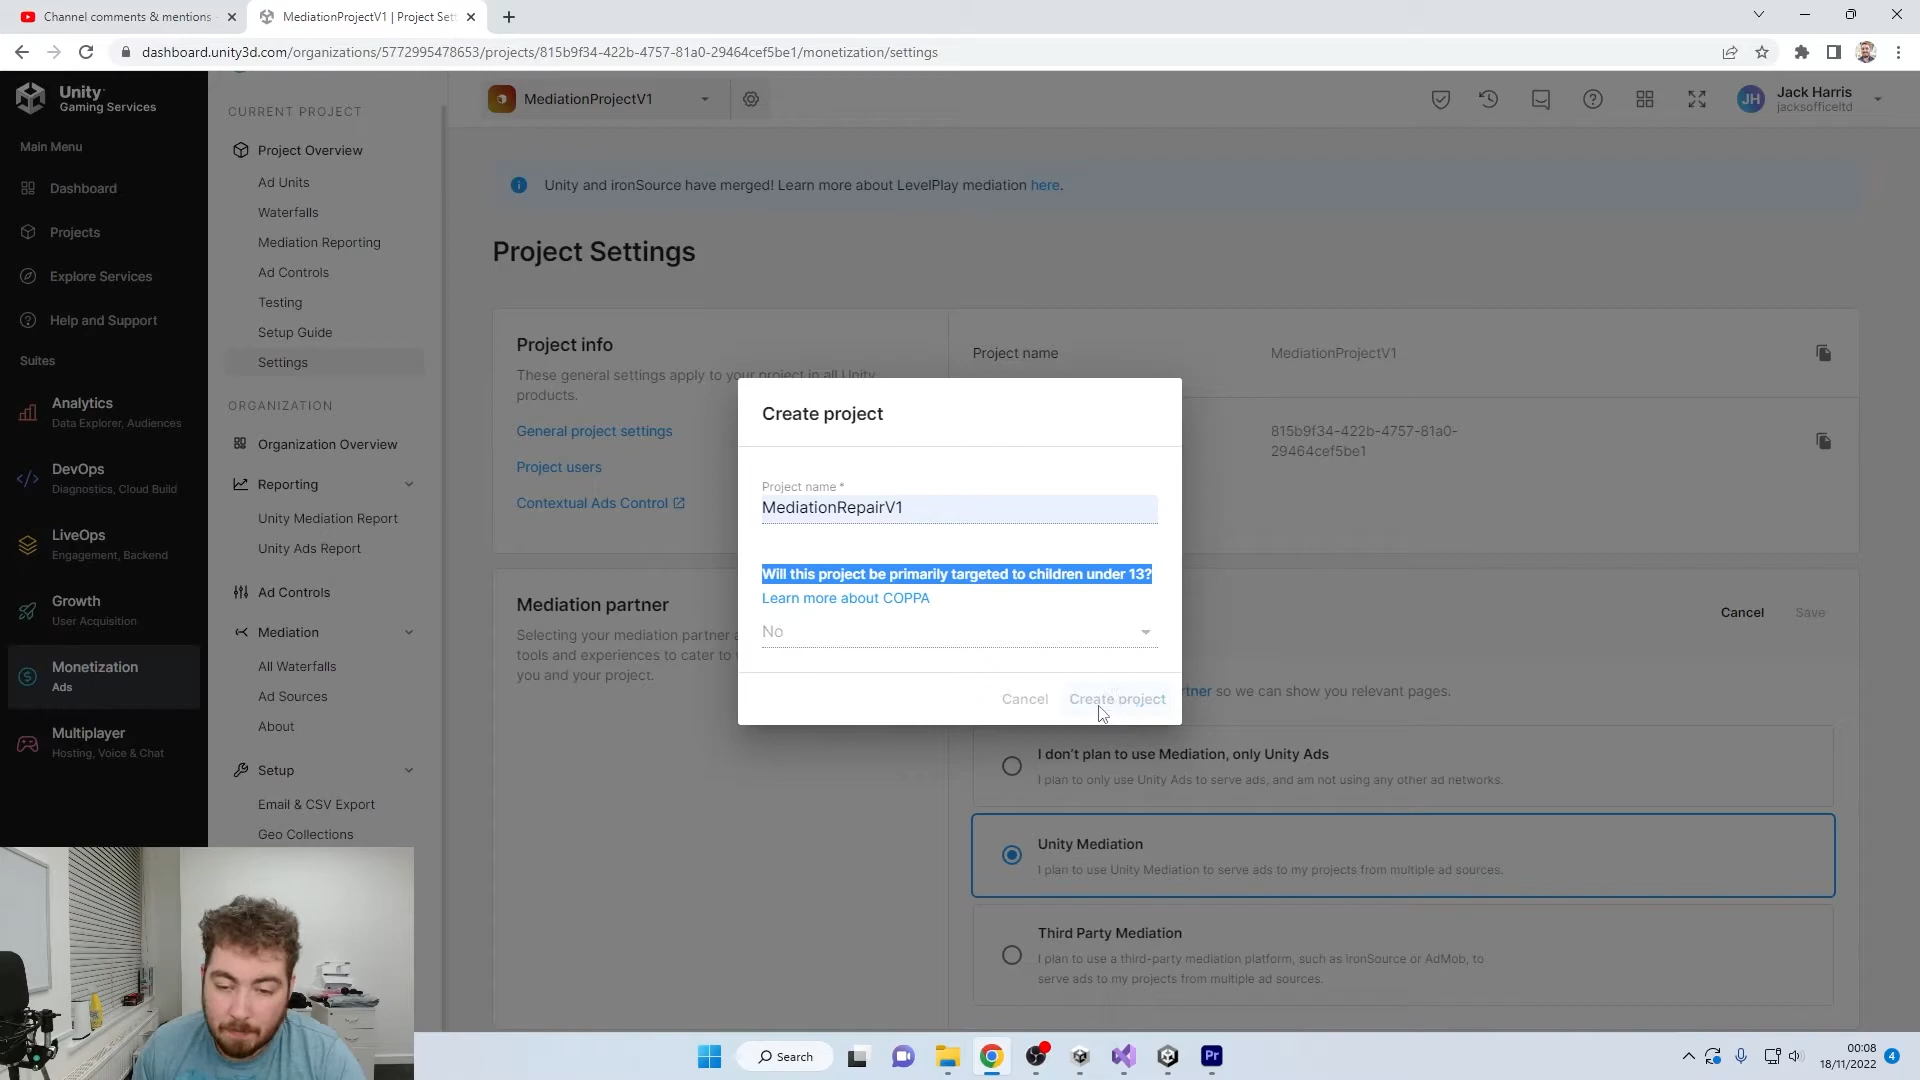 Channel comments & mentions
MediationProjectV1 | Project Sett
dashboard.unity3d.com/organizations/5772995478653/projects/815b9f34-422b-4757-81a0-29464cef5be1/monetization/settings
Unity
Gaming Services
Main Menu
Dashboard
Projects
Explore Services
Help and Support
Suites
Analytics
Data Explorer, Audiences
DevOps
Diagnostics, Cloud Build
LiveOps
Engagement, Backend
Growth
User Acquisition
Monetization
Ads
Multiplayer
Hosting, Voice & Chat
CURRENT PROJECT
Project Overview
Ad Units
Waterfalls
Mediation Reporting
Ad Controls
Testing
Setup Guide
Settings
ORGANIZATION
Organization Overview
Reporting
Unity Mediation Report
Unity Ads Report
Ad Controls
Mediation
All Waterfalls
Ad Sources
About
Setup
Email & CSV Export
Geo Collections
MediationProjectV1
JH
Jack Harris
jacksofficeltd
Unity and ironSource have merged! Learn more about LevelPlay mediation here.
Project Settings
Project info
These general settings apply to your project in all Unity
products.
General project settings
Project users
Contextual Ads Control
Project name
MediationProjectV1
815b9f34-422b-4757-81a0-
29464cef5be1
Mediation partner
Selecting your mediation partner a
tools and experiences to cater to
you and your project.
Cancel
Save
rtner so we can show you relevant pages.
I don't plan to use Mediation, only Unity Ads
I plan to only use Unity Ads to serve ads, and am not using any other ad networks.
Unity Mediation
I plan to use Unity Mediation to serve ads to my projects from multiple ad sources.
Third Party Mediation
I plan to use a third-party mediation platform, such as ironSource or AdMob, to
serve ads to my projects from multiple ad sources.
Create project
Project name *
MediationRepairV1
Will this project be primarily targeted to children under 13?
Learn more about COPPA
No
Cancel
Create project
Search
Pr
00:08
18/11/2022
4